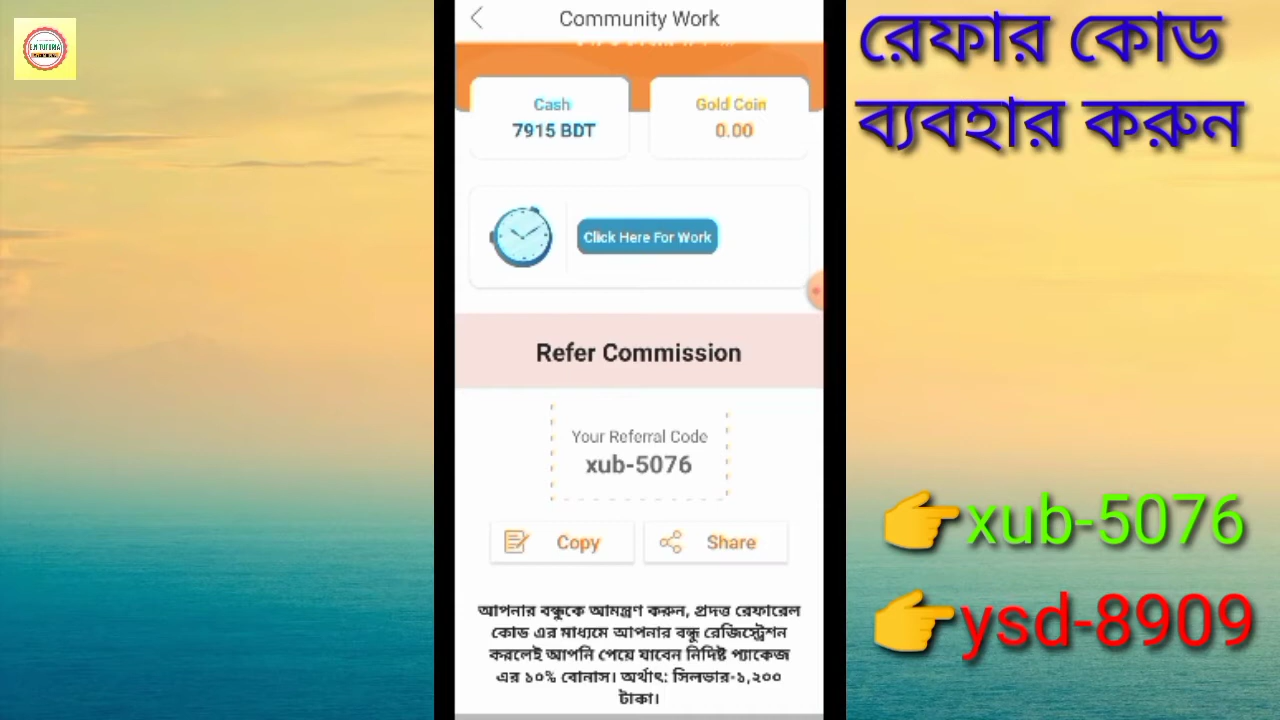 E.N TUTORIA
Community Work
Cash
7915 BDT
Gold Coin
0.00
Click Here For Work
Refer Commission
Your Referral Code
xub-5076
Copy
Share
আপনার বন্ধুকে আমন্ত্রণ করুন, প্রদত্ত রেফারেল
কোড এর মাধ্যমে আপনার বন্ধু রেজিস্ট্রেশন
করলেই আপনি পেয়ে যাবেন নিদিষ্ট প্যাকেজ
এর ১০% বোনাস। অর্থাৎ: সিলভার-১,২০০
টাকা।
রেফার কোড
ব্যবহার করুন
👉xub-5076
👉ysd-8909